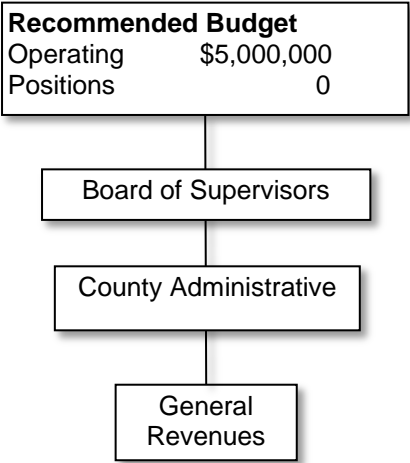 Recommended Budget
Operating $5,000,000
Positions 0
Board of Supervisors
County Administrative
General
Revenues